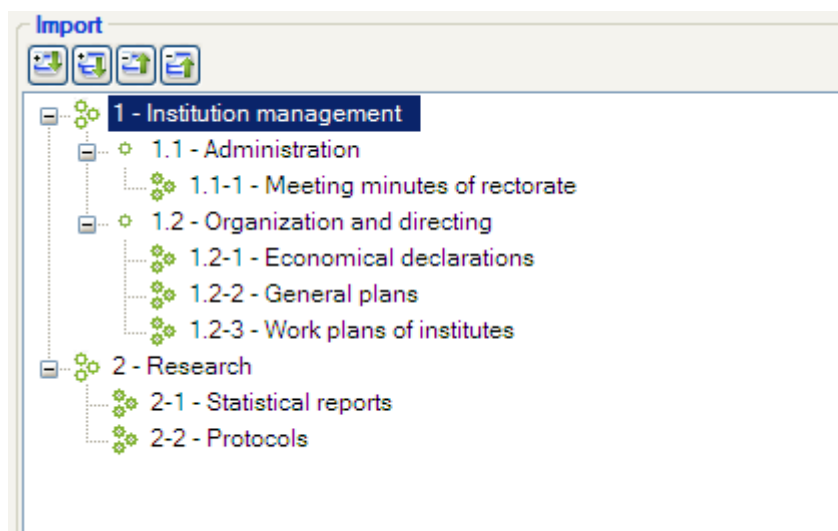 Import
1 - Institution management
1.1 - Administration
1.1-1 - Meeting minutes of rectorate
1.2 - Organization and directing
1.2-1 - Economical declarations
1.2-2 - General plans
1.2-3 - Work plans of institutes
2 - Research
2-1 - Statistical reports
2-2 - Protocols